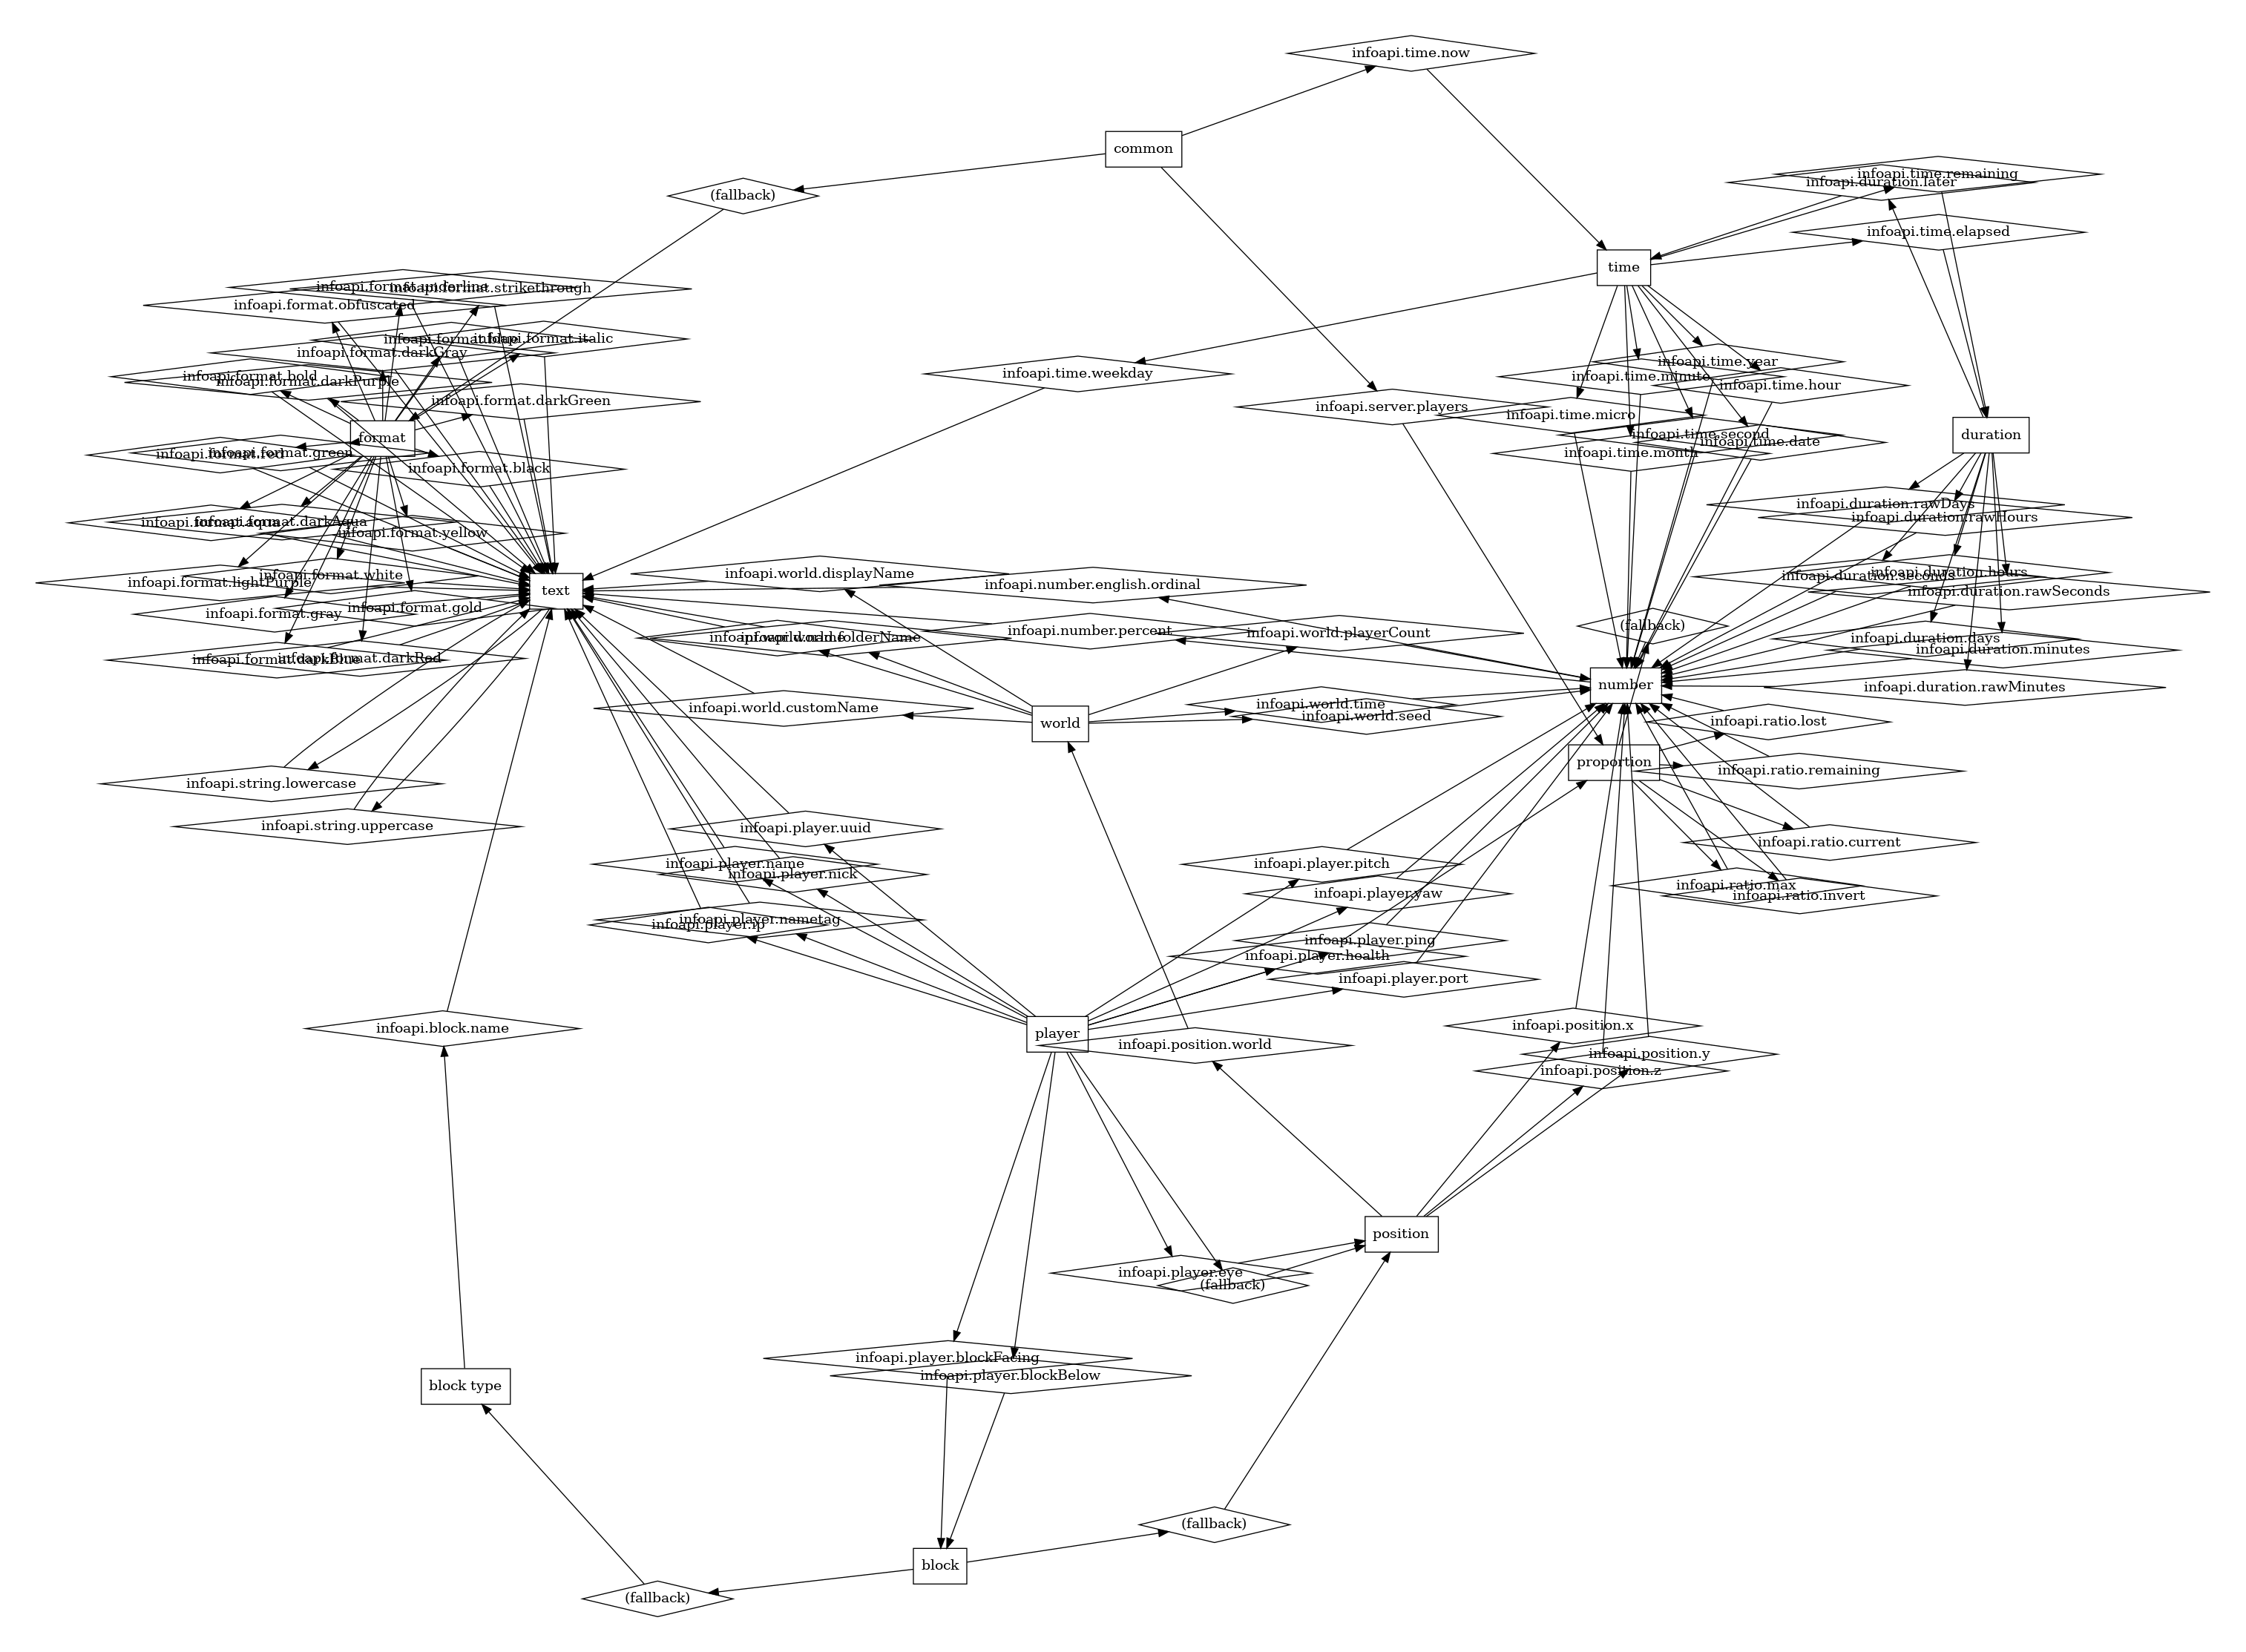 infoapi.time.now
common
infoapi.time.remaining
infoapi.duration.later
(fallback)
infoapi.time.elapsed
time
infoapi.format.underline
infoapi.format.strikethrough
infoapi.format.obfuscated
infoapi.format.blue
infoapi.format.italic
infoapi.format.darkGray
infoapi.time.year
infoapi.time.weekday
infoapi.format.bold
infoapi.format.darkPurple
infoapi.time.minute
infoapi.time.hour
infoapi.format.darkGreen
infoapi.server.players
infoapi.time.micro
format
infoapi.time.second
duration
infoapi.time.date
infoapi.format.red
infoapi.format.green
infoapi.time.month
infoapi.format.black
infoapi.duration.rawDays
infoapi.duration.rawHours
infoapi.format.aqua
infoapi.format.darkAqua
infoapi.format.yellow
infoapi.world.displayName
infoapi.duration.hours
infoapi.format.white
infoapi.duration.seconds
infoapi.format.lightPurple
infoapi.number.english.ordinal
text
infoapi.duration.rawSeconds
infoapi.format.gold
infoapi.format.gray
(fallback)
infoapi.number.percent
infoapi.world.playerCount
infoapi.world.name
infoapi.world.folderName
infoapi.duration.days
infoapi.duration.minutes
infoapi.format.darkBlue
infoapi.format.darkRed
number
infoapi.duration.rawMinutes
infoapi.world.time
infoapi.world.customName
infoapi.world.seed
world
infoapi.ratio.lost
proportion
infoapi.ratio.remaining
infoapi.string.lowercase
infoapi.string.uppercase
infoapi.player.uuid
infoapi.ratio.current
infoapi.player.name
infoapi.player.pitch
infoapi.player.nick
infoapi.ratio.max
infoapi.player.yaw
infoapi.ratio.invert
infoapi.player.nametag
infoapi.player.ip
infoapi.player.ping
infoapi.player.health
infoapi.player.port
infoapi.block.name
infoapi.position.x
player
infoapi.position.world
infoapi.position.y
infoapi.position.z
position
infoapi.player.eye
(fallback)
infoapi.player.blockFacing
infoapi.player.blockBelow
block type
(fallback)
block
(fallback)